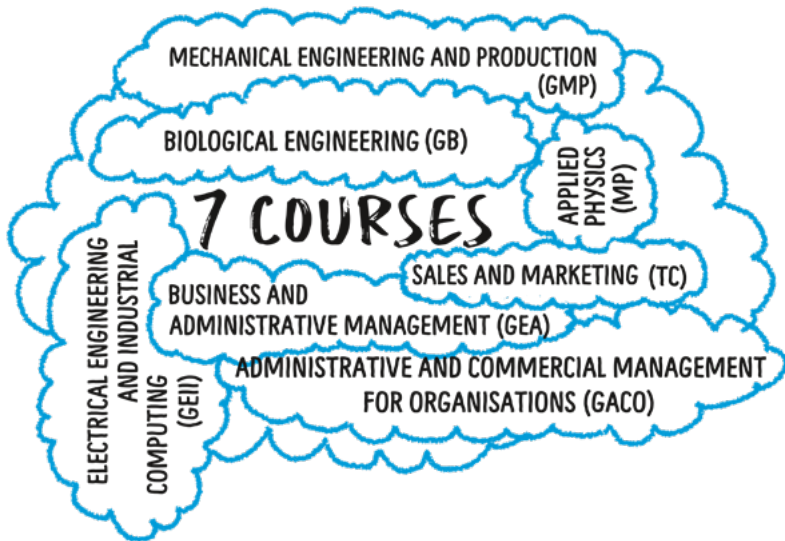 MECHANICAL ENGINEERING AND PRODUCTION
(GMP)
BIOLOGICAL ENGINEERING (GB)
APPLIED
PHYSICS
(MP)
7 COURSES
SALES AND MARKETING (TC)
BUSINESS AND
ADMINISTRATIVE MANAGEMENT (GEA)
ELECTRICAL ENGINEERING
AND INDUSTRIAL
COMPUTING
(GEII)
ADMINISTRATIVE AND COMMERCIAL MANAGEMENT
FOR ORGANISATIONS (GACO)